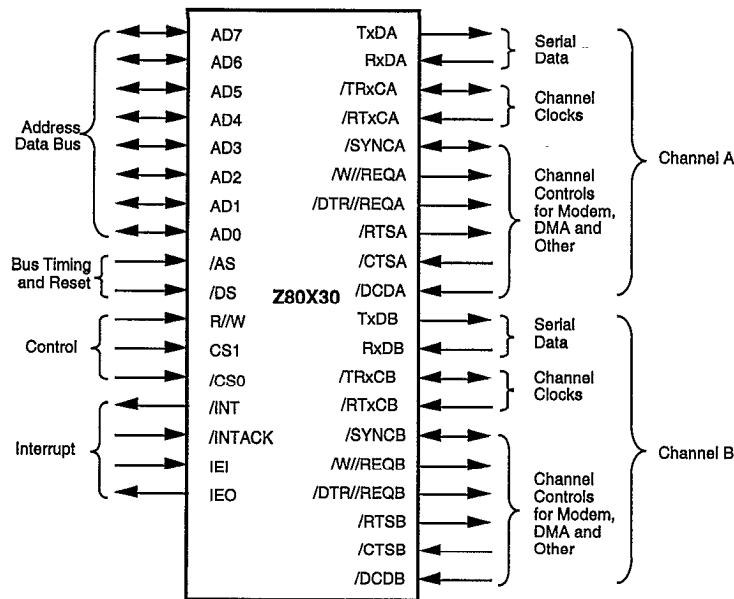 Address
Data Bus
Bus Timing
and Reset
Control
Interrupt
AD7
AD6
AD5
AD4
AD3
AD2
AD1
AD0
/AS
/DS
R//W
CS1
/CS0
/INT
/INTACK
IEI
IEO
Z80X30
TxDA
RxDA
/TRxCA
/RTxCA
/SYNCA
/W//REQA
/DTR//REQA
/RTSA
/CTSA
/DCDA
TxDB
RxDB
/TRxCB
/RTxCB
/SYNCB
/W//REQB
/DTR//REQB
/RTSB
/CTSB
/DCDB
Serial
Data
Channel
Clocks
Channel
Controls
for Modem,
DMA and
Other
Channel A
Serial
Data
Channel
Clocks
Channel
Controls
for Modem,
DMA and
Other
Channel B